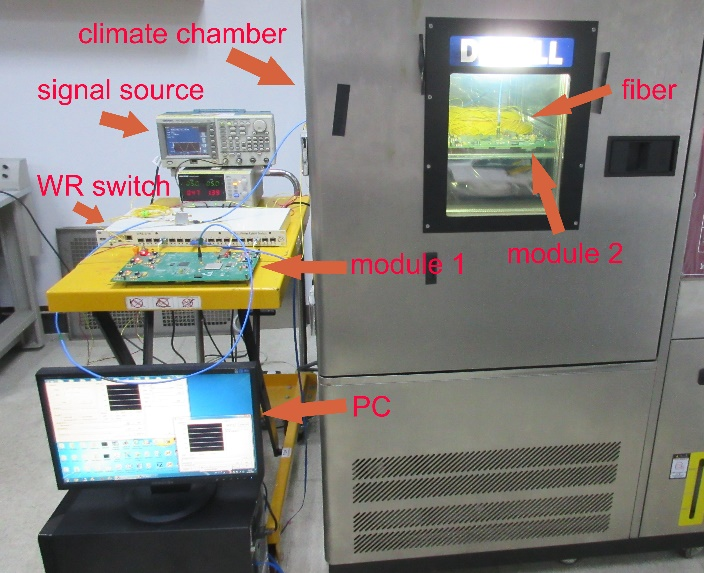 climate chamber
signal source
fiber
WR switch
module 2
module 1
PC